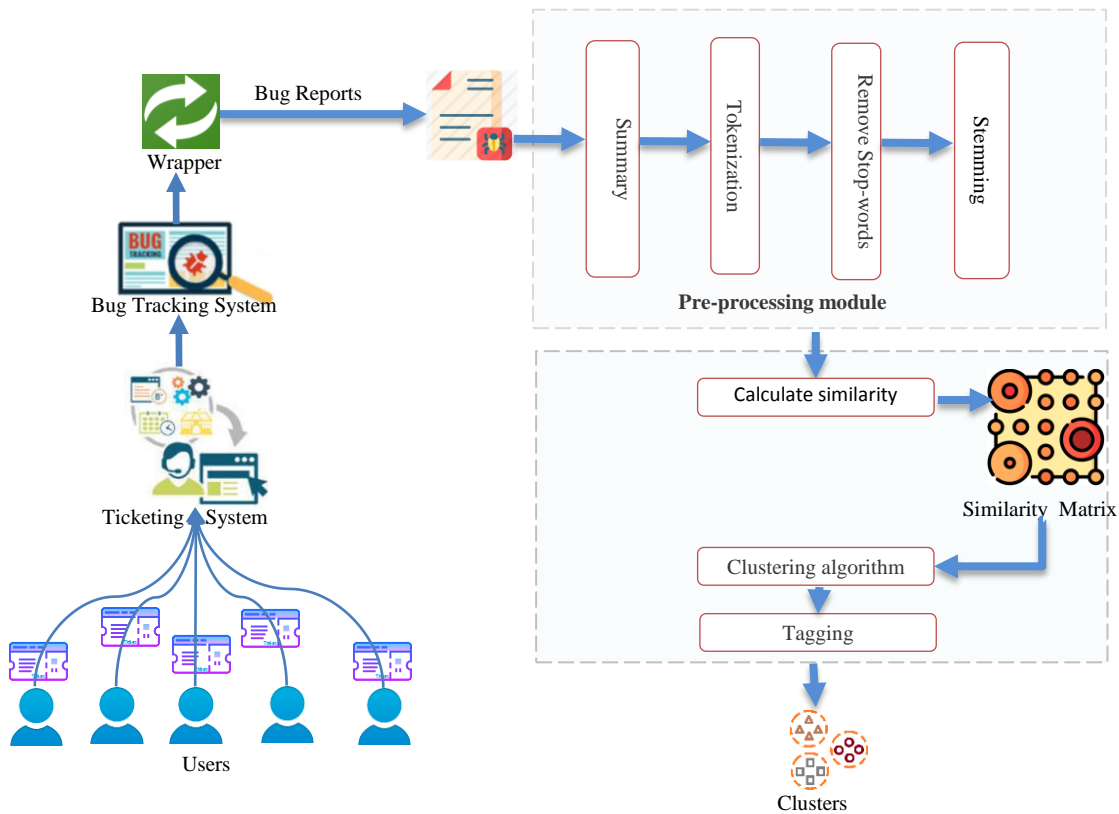 Bug Reports
Wrapper
BUG
TRACKING
Bug Tracking System
Ticketing System
Users
Summary
Tokenization
Remove Stop-words
Stemming
Pre-processing module
Calculate similarity
Similarity Matrix
Clustering algorithm
Tagging
Clusters